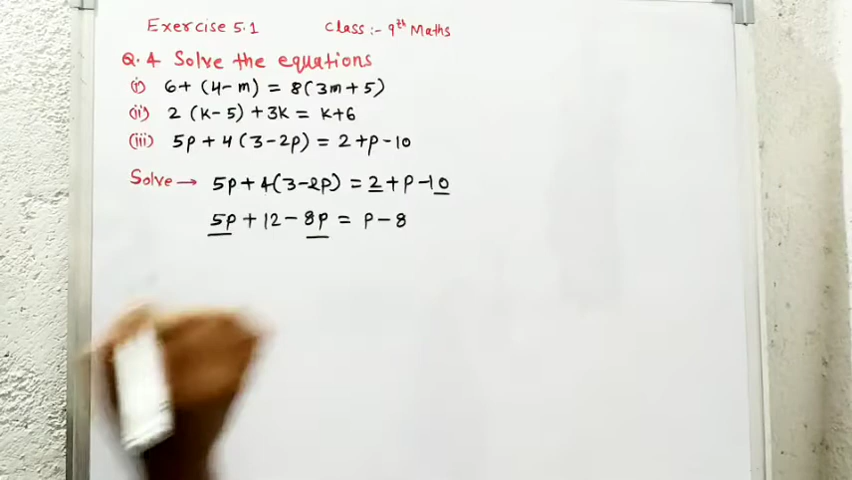 Exercise 5.1 Class :- 9th Maths
Q.4 Solve the equations
(i) 6+ (4-m) = 8(3m+5)
(ii) 2 (k-5) +3k = k+6
(iii) 5p + 4 (3-2p) = 2+p-10
Solve → 5p+4(3-2p) = 2+p-10
5p +12-8p = p-8